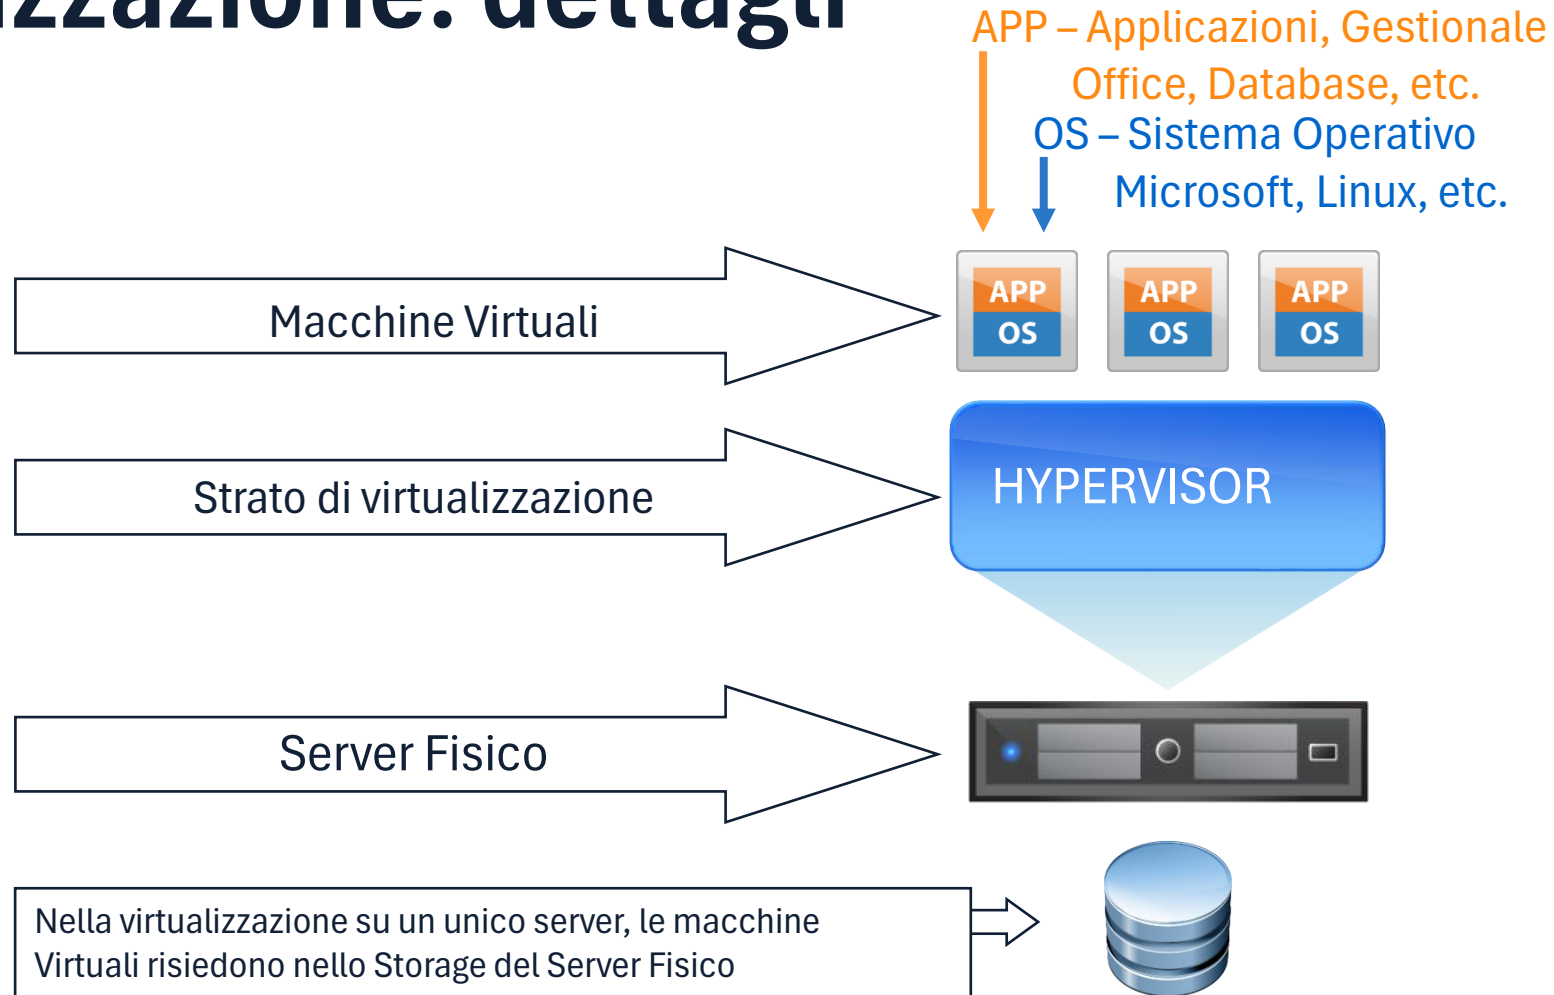 izzazione: dettagli
APP – Applicazioni, Gestionale
Office, Database, etc.
OS – Sistema Operativo
Microsoft, Linux, etc.
Macchine Virtuali
APP
OS
APP
OS
APP
OS
Strato di virtualizzazione
HYPERVISOR
Server Fisico
Nella virtualizzazione su un unico server, le macchine
Virtuali risiedono nello Storage del Server Fisico